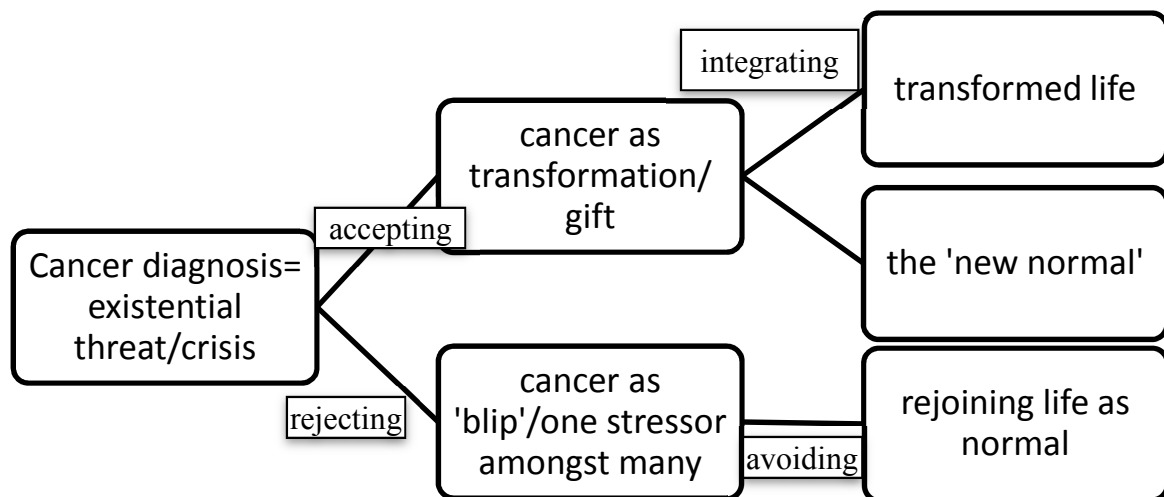 Cancer diagnosis=
existential
threat/crisis
accepting
rejecting
cancer as
transformation/
gift
cancer as
'blip'/one stressor
amongst many
integrating
avoiding
transformed life
the 'new normal'
rejoining life as
normal